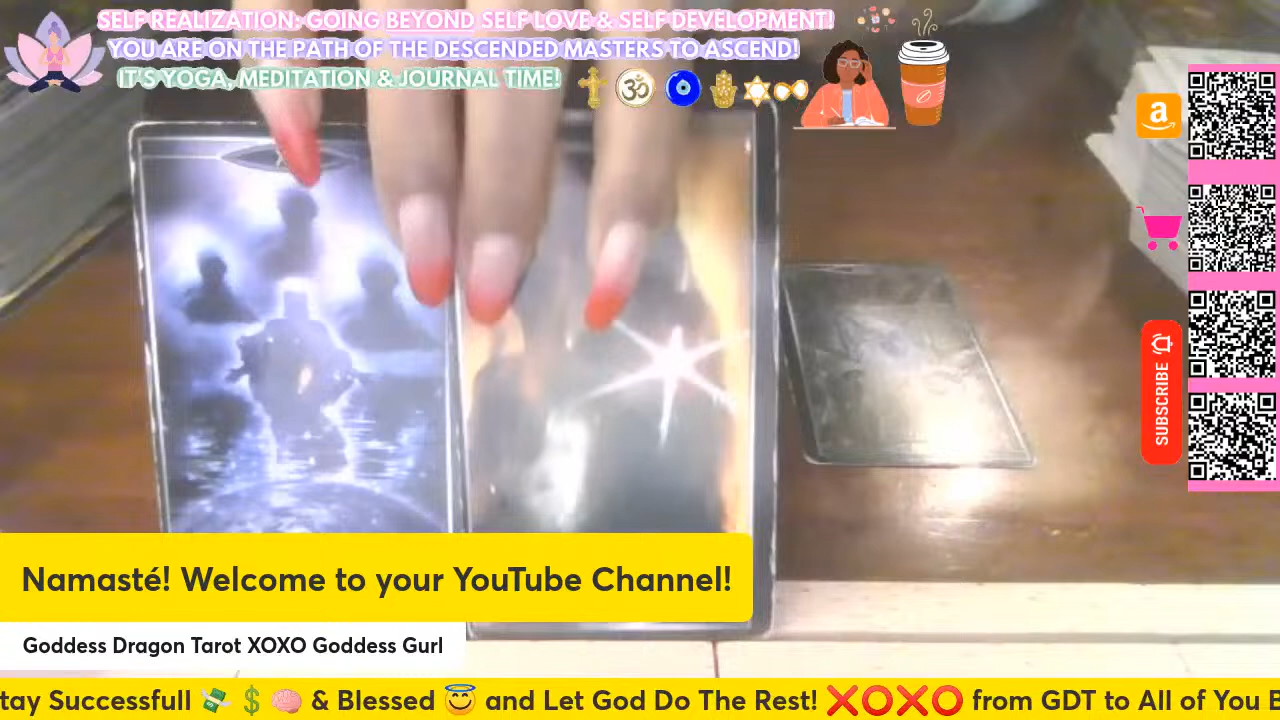 SELF REALIZATION: GOING BEYOND SELF LOVE & SELF DEVELOPMENT!
YOU ARE ON THE PATH OF THE DESCENDED MASTERS TO ASCEND!
IT'S YOGA, MEDITATION & JOURNAL TIME!
a
SUBSCRIBE
Namasté! Welcome to your YouTube Channel!
Goddess Dragon Tarot XOXO Goddess Gurl
tay Successfull 💸 $ 🧠 & Blessed 😇 and Let God Do The Rest! ❌⭕❌⭕ from GDT to All of You